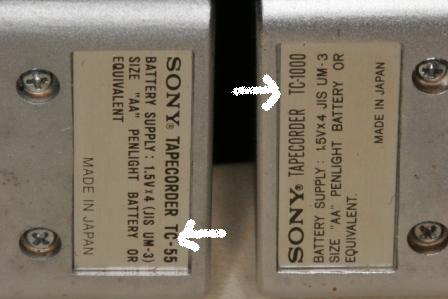 SONY® TAPECORDER TC-55
BATTERY SUPPLY : 1.5V×4 (JIS UM-3)
SIZE "AA" PENLIGHT BATTERY OR
EQUIVALENT
MADE IN JAPAN
SONY® TAPECORDER TC-1000
BATTERY SUPPLY : 1.5V×4 JIS UM-3
SIZE "AA" PENLIGHT BATTERY OR
EQUIVALENT.
MADE IN JAPAN